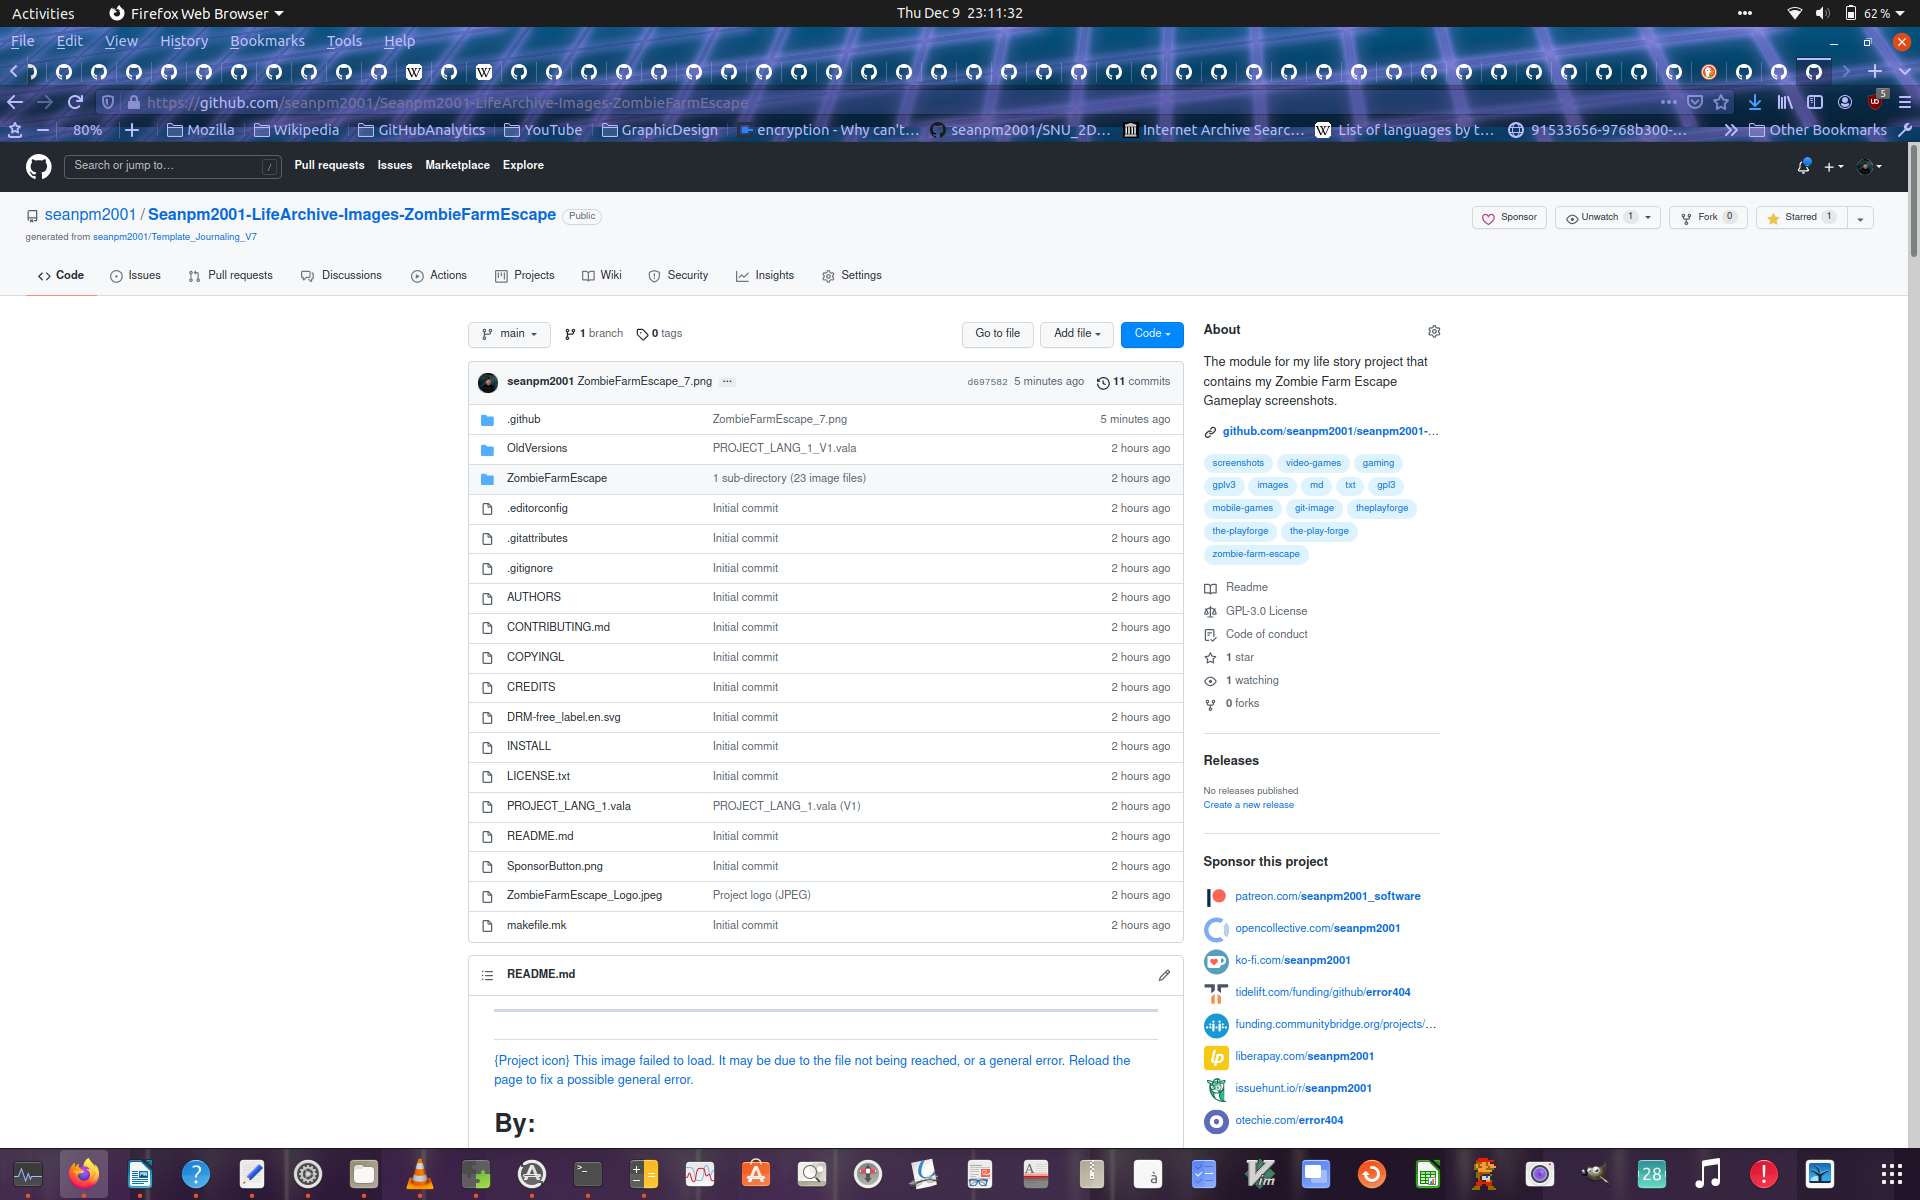 Activities Firefox Web Browser Thu Dec 9 23:11:32 62 %
File Edit View History Bookmarks Tools Help
https://github.com/seanpm2001/Seanpm2001-LifeArchive-Images-ZombieFarmEscape 5
80% Mozilla Wikipedia GitHubAnalytics YouTube GraphicDesign encryption - Why can't… seanpm2001/SNU_2D… Internet Archive Searc… List of languages by t… 91533656-9768b300-… Other Bookmarks
Search or jump to… / Pull requests Issues Marketplace Explore
seanpm2001 / Seanpm2001-LifeArchive-Images-ZombieFarmEscape Public Sponsor Unwatch 1 Fork 0 Starred 1
generated from seanpm2001/Template_Journaling_V7
Code Issues Pull requests Discussions Actions Projects Wiki Security Insights Settings
main 1 branch 0 tags Go to file Add file Code
seanpm2001 ZombieFarmEscape_7.png ... d697582 5 minutes ago 11 commits
.github ZombieFarmEscape_7.png 5 minutes ago
OldVersions PROJECT_LANG_1_V1.vala 2 hours ago
ZombieFarmEscape 1 sub-directory (23 image files) 2 hours ago
.editorconfig Initial commit 2 hours ago
.gitattributes Initial commit 2 hours ago
.gitignore Initial commit 2 hours ago
AUTHORS Initial commit 2 hours ago
CONTRIBUTING.md Initial commit 2 hours ago
COPYINGL Initial commit 2 hours ago
CREDITS Initial commit 2 hours ago
DRM-free_label.en.svg Initial commit 2 hours ago
INSTALL Initial commit 2 hours ago
LICENSE.txt Initial commit 2 hours ago
PROJECT_LANG_1.vala PROJECT_LANG_1.vala (V1) 2 hours ago
README.md Initial commit 2 hours ago
SponsorButton.png Initial commit 2 hours ago
ZombieFarmEscape_Logo.jpeg Project logo (JPEG) 2 hours ago
makefile.mk Initial commit 2 hours ago
README.md
{Project icon} This image failed to load. It may be due to the file not being reached, or a general error. Reload the
page to fix a possible general error.
By:
About
The module for my life story project that
contains my Zombie Farm Escape
Gameplay screenshots.
github.com/seanpm2001/seanpm2001-…
screenshots video-games gaming
gplv3 images md txt gpl3
mobile-games git-image theplayforge
the-playforge the-play-forge
zombie-farm-escape
Readme
GPL-3.0 License
Code of conduct
1 star
1 watching
0 forks
Releases
No releases published
Create a new release
Sponsor this project
patreon.com/seanpm2001_software
opencollective.com/seanpm2001
ko-fi.com/seanpm2001
tidelift.com/funding/github/error404
funding.communitybridge.org/projects/…
liberapay.com/seanpm2001
issuehunt.io/r/seanpm2001
otechie.com/error404
28